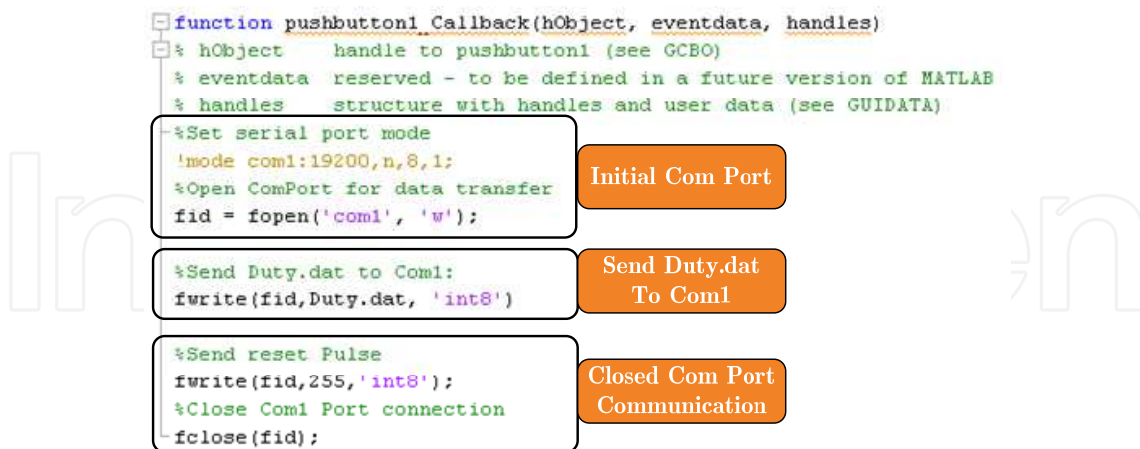 function pushbutton1_Callback(hObject, eventdata, handles)
% hObject    handle to pushbutton1 (see GCBO)
% eventdata  reserved - to be defined in a future version of MATLAB
% handles    structure with handles and user data (see GUIDATA)
%Set serial port mode
!mode com1:19200,n,8,1;
%Open ComPort for data transfer
fid = fopen('com1', 'w');
Initial Com Port
%Send Duty.dat to Com1:
fwrite(fid,Duty.dat, 'int8')
Send Duty.dat
To Com1
%Send reset Pulse
fwrite(fid,255,'int8');
%Close Com1 Port connection
fclose(fid);
Closed Com Port
Communication